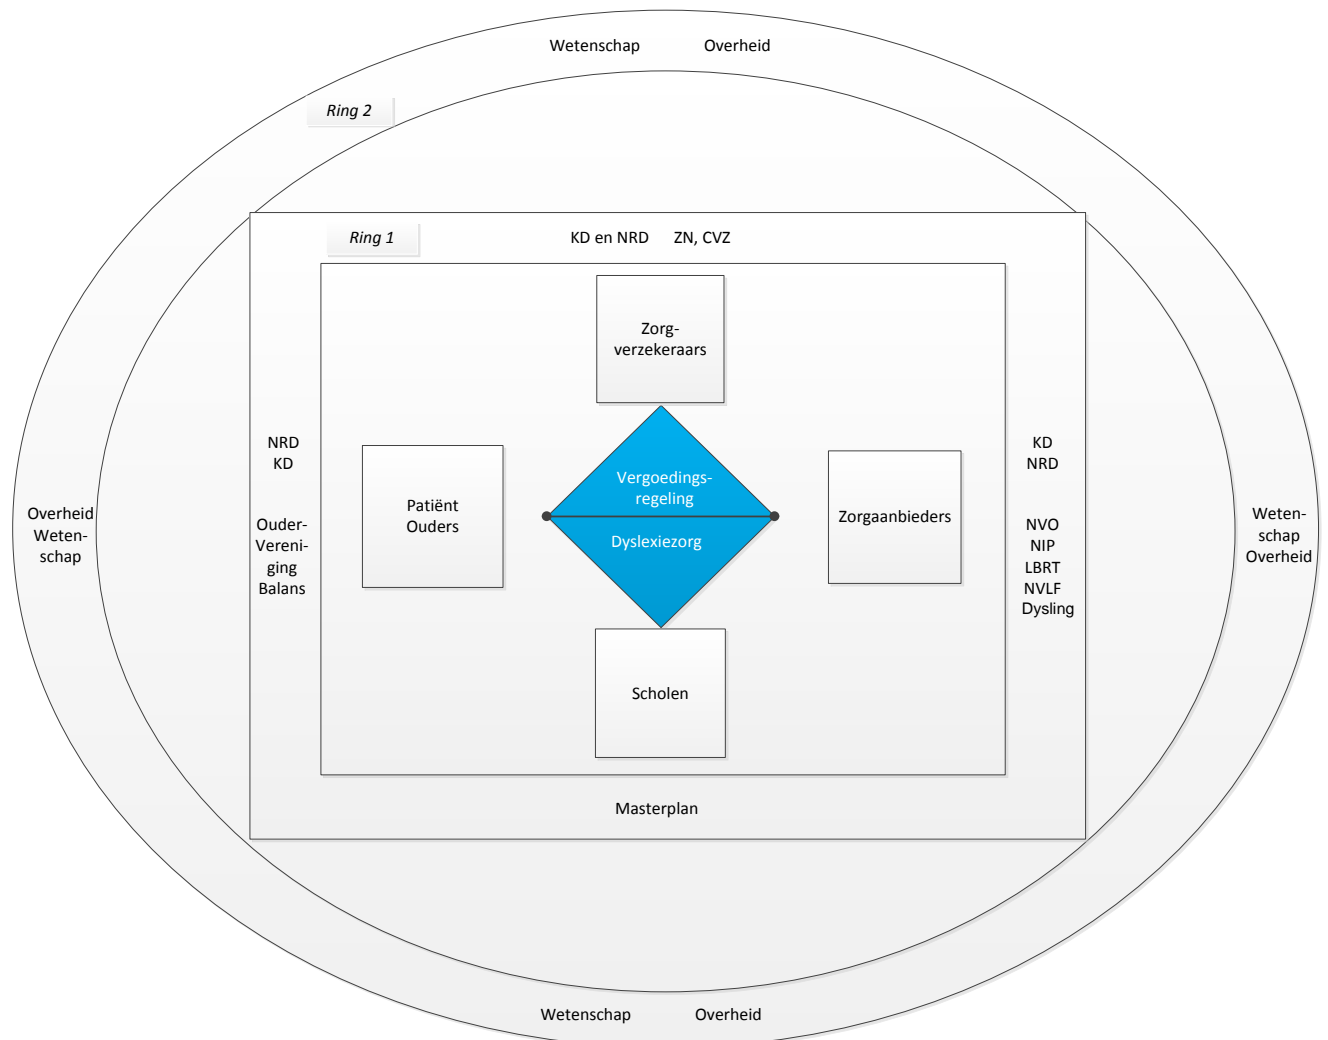 Wetenschap Overheid
Ring 2
Ring 1
KD en NRD ZN, CVZ
Zorg-
verzekeraars
NRD
KD
Ouder-
Vereni-
ging
Balans
Overheid
Weten-
schap
Patiënt
Ouders
Vergoedings-
regeling
Dyslexiezorg
Zorgaanbieders
KD
NRD
NVO
NIP
LBRT
NVLF
Dysling
Weten-
schap
Overheid
Scholen
Masterplan
Wetenschap Overheid